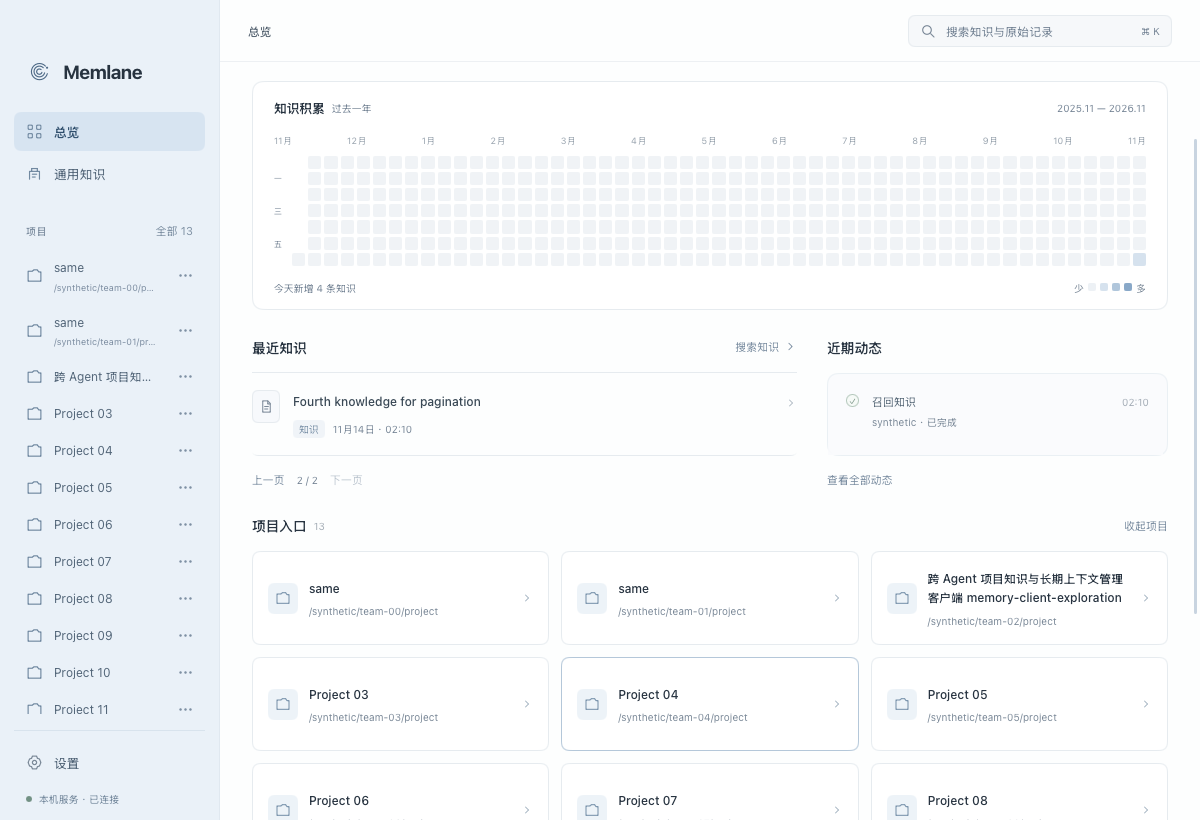 Memlane
总览
通用知识
项目
全部 13
same
/synthetic/team-00/p...
same
/synthetic/team-01/pr...
跨 Agent 项目知...
Project 03
Project 04
Project 05
Project 06
Project 07
Project 08
Project 09
Project 10
Project 11
设置
本机服务 · 已连接
总览
搜索知识与原始记录
⌘ K
知识积累 过去一年
2025.11 — 2026.11
11月 12月 1月 2月 3月 4月 5月 6月 7月 8月 9月 10月 11月
一
三
五
今天新增 4 条知识
少 多
最近知识
搜索知识
Fourth knowledge for pagination
知识 11月14日 · 02:10
上一页 2 / 2 下一页
近期动态
召回知识 02:10
synthetic · 已完成
查看全部动态
项目入口 13
收起项目
same
/synthetic/team-00/project
same
/synthetic/team-01/project
跨 Agent 项目知识与长期上下文管理
客户端 memory-client-exploration
/synthetic/team-02/project
Project 03
/synthetic/team-03/project
Project 04
/synthetic/team-04/project
Project 05
/synthetic/team-05/project
Project 06
Project 07
Project 08